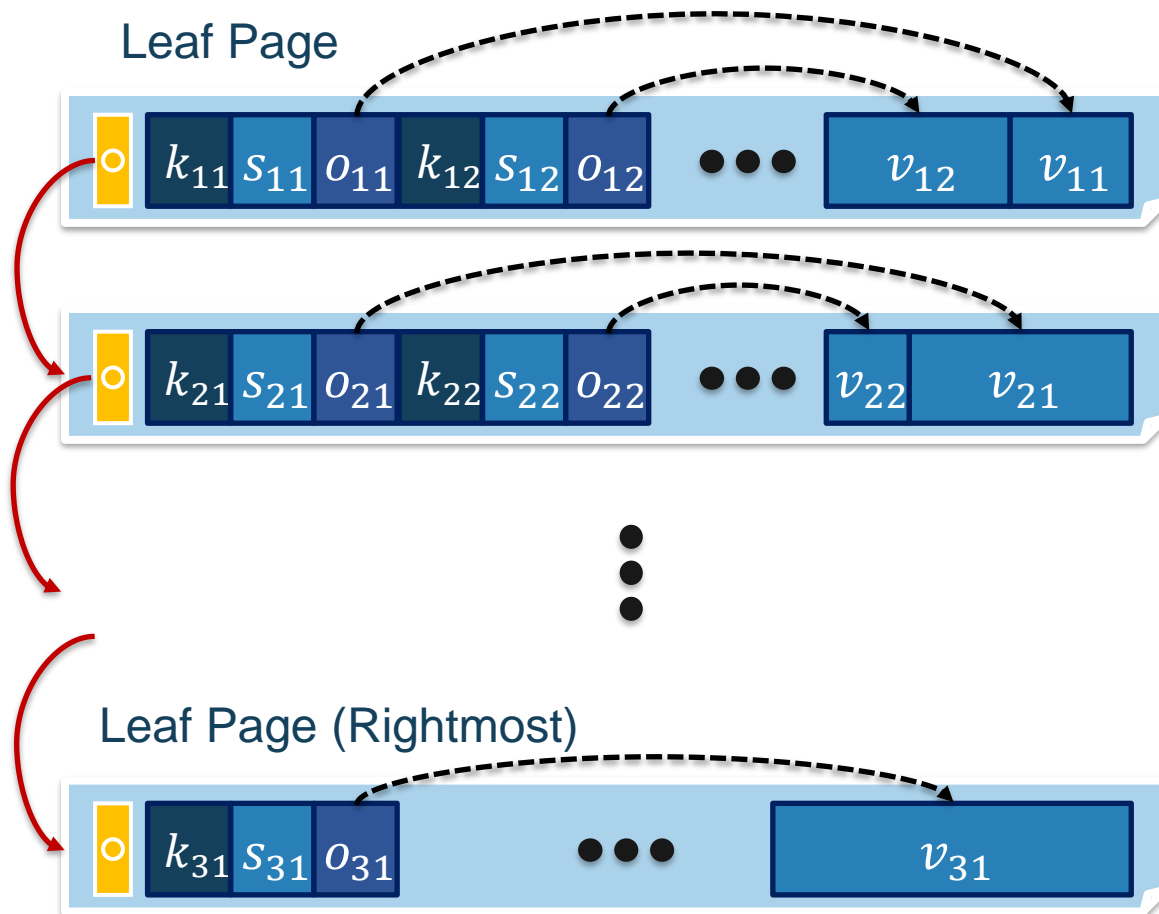 Leaf Page
k₁₁ s₁₁ o₁₁ k₁₂ s₁₂ o₁₂ ••• v₁₂ v₁₁
k₂₁ s₂₁ o₂₁ k₂₂ s₂₂ o₂₂ ••• v₂₂ v₂₁
Leaf Page (Rightmost)
k₃₁ s₃₁ o₃₁ ••• v₃₁